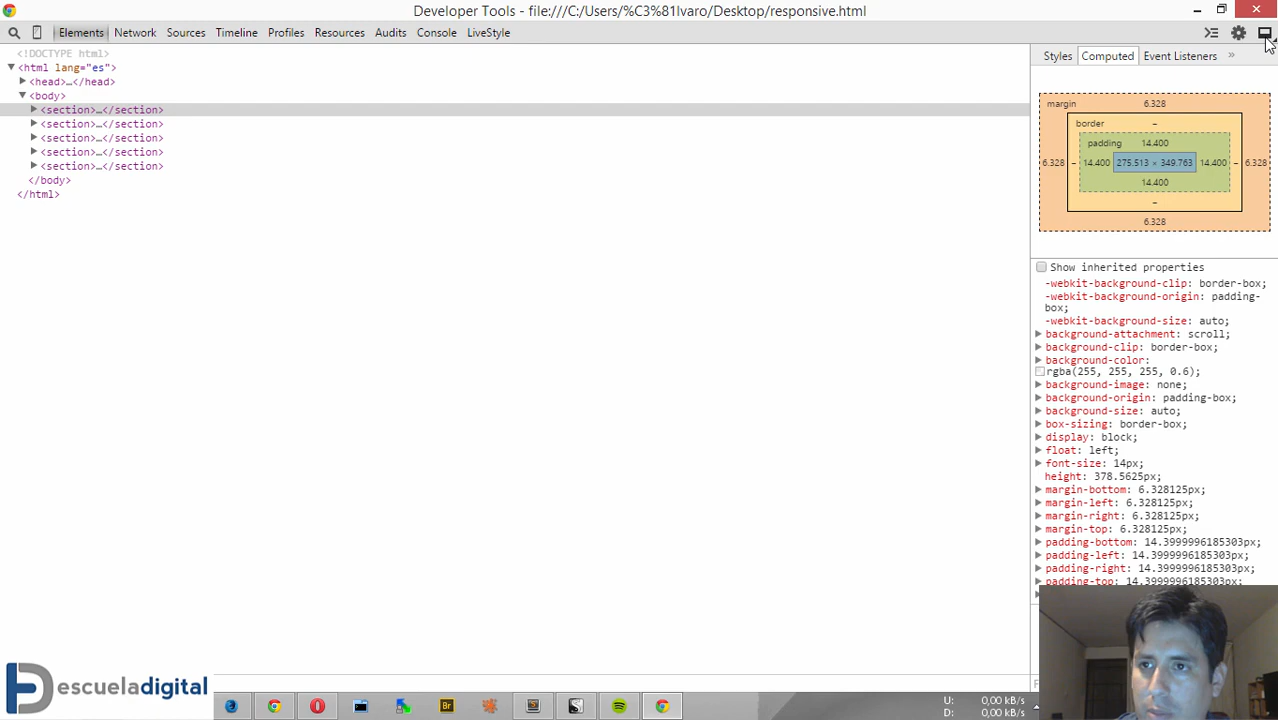 Developer Tools - file:///C:/Users/%C3%81lvaro/Desktop/responsive.html
Elements Network Sources Timeline Profiles Resources Audits Console LiveStyle
<!DOCTYPE html>
<html lang="es">
<head>…</head>
<body>
<section>…</section>
<section>…</section>
<section>…</section>
<section>…</section>
<section>…</section>
</body>
</html>
Styles Computed Event Listeners »
margin 6.328
border –
padding 14.400
6.328 – 14.400 275.513 × 349.763 14.400 – 6.328
14.400
–
6.328
Show inherited properties
-webkit-background-clip: border-box;
-webkit-background-origin: padding-
box;
-webkit-background-size: auto;
background-attachment: scroll;
background-clip: border-box;
background-color:
rgba(255, 255, 255, 0.6);
background-image: none;
background-origin: padding-box;
background-size: auto;
box-sizing: border-box;
display: block;
float: left;
font-size: 14px;
height: 378.5625px;
margin-bottom: 6.328125px;
margin-left: 6.328125px;
margin-right: 6.328125px;
margin-top: 6.328125px;
padding-bottom: 14.3999996185303px;
padding-left: 14.3999996185303px;
padding-right: 14.3999996185303px;
padding-top: 14.3999996185303px;
escueladigital
Br
U: 0,00 kB/s
D: 0,00 kB/s